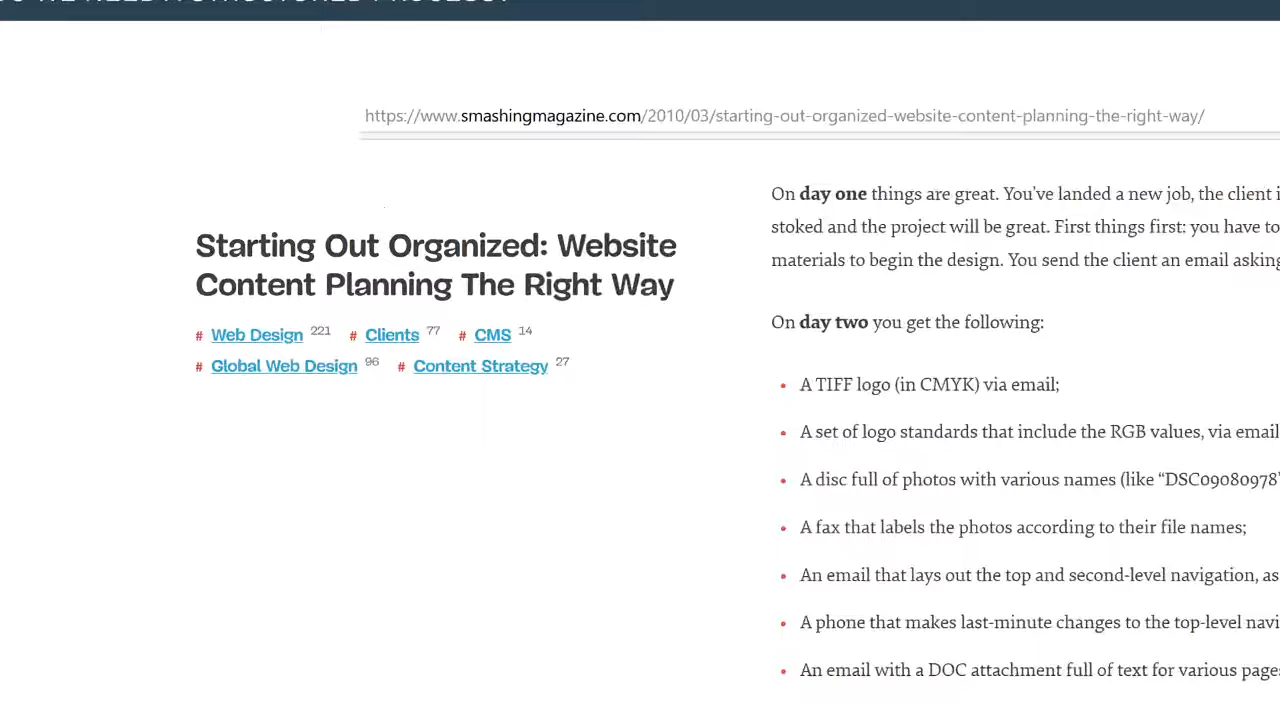 https://www.smashingmagazine.com/2010/03/starting-out-organized-website-content-planning-the-right-way/
Starting Out Organized: Website
Content Planning The Right Way
# Web Design 221 # Clients 77 # CMS 14
# Global Web Design 96 # Content Strategy 27
On day one things are great. You’ve landed a new job, the client
stoked and the project will be great. First things first: you have to
materials to begin the design. You send the client an email asking
On day two you get the following:
• A TIFF logo (in CMYK) via email;
• A set of logo standards that include the RGB values, via email
• A disc full of photos with various names (like “DSC09080978”
• A fax that labels the photos according to their file names;
• An email that lays out the top and second-level navigation, as
• A phone that makes last-minute changes to the top-level navi
• An email with a DOC attachment full of text for various pages